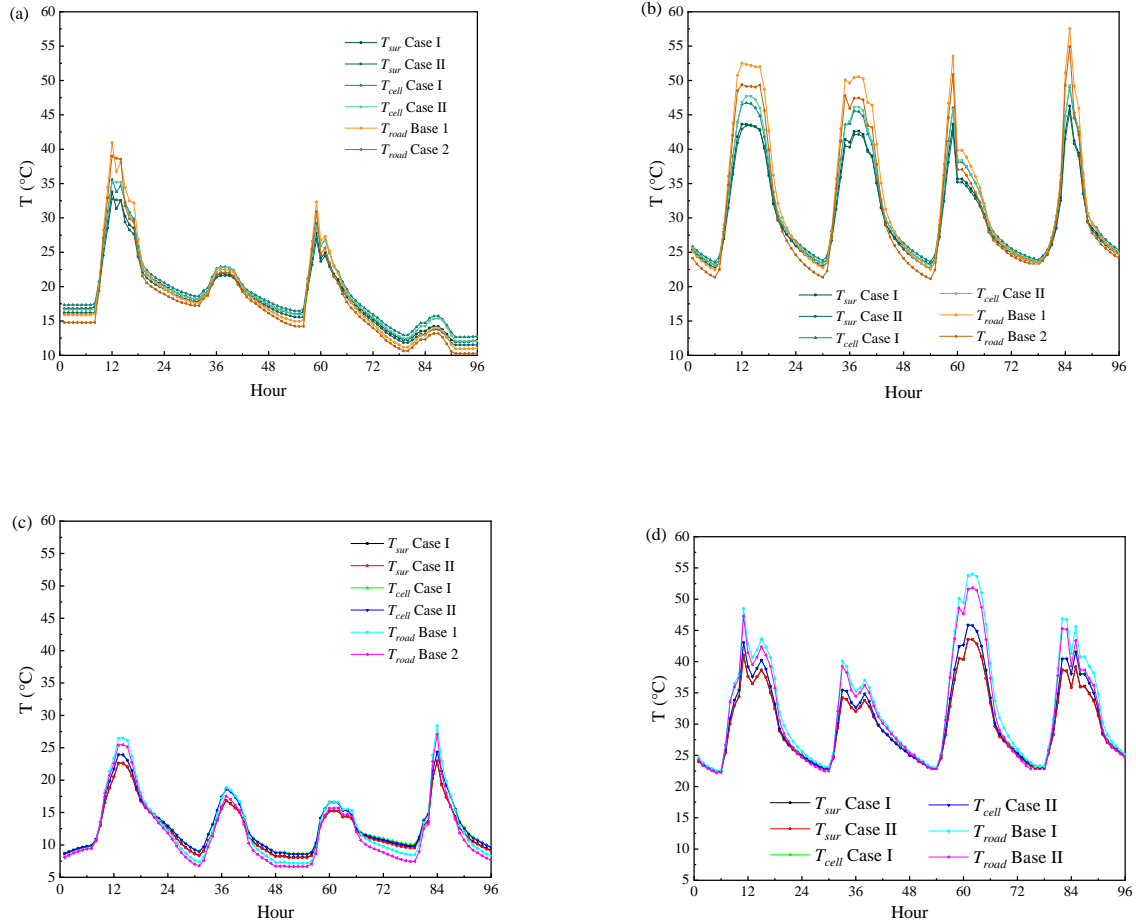 (a)
60
55
50
45
40
35
30
25
20
15
10
T (°C)
T_sur Case I
T_sur Case II
T_cell Case I
T_cell Case II
T_road Base 1
T_road Case 2
0 12 24 36 48 60 72 84 96
Hour
(b)
60
55
50
45
40
35
30
25
20
15
10
T (°C)
T_sur Case I
T_sur Case II
T_cell Case I
T_cell Case II
T_road Base 1
T_road Base 2
0 12 24 36 48 60 72 84 96
Hour
(c)
60
55
50
45
40
35
30
25
20
15
10
5
T (°C)
T_sur Case I
T_sur Case II
T_cell Case I
T_cell Case II
T_road Base 1
T_road Base 2
0 12 24 36 48 60 72 84 96
Hour
(d)
60
55
50
45
40
35
30
25
20
15
10
5
T (°C)
T_sur Case I
T_sur Case II
T_cell Case I
T_cell Case II
T_road Base I
T_road Base II
0 12 24 36 48 60 72 84 96
Hour